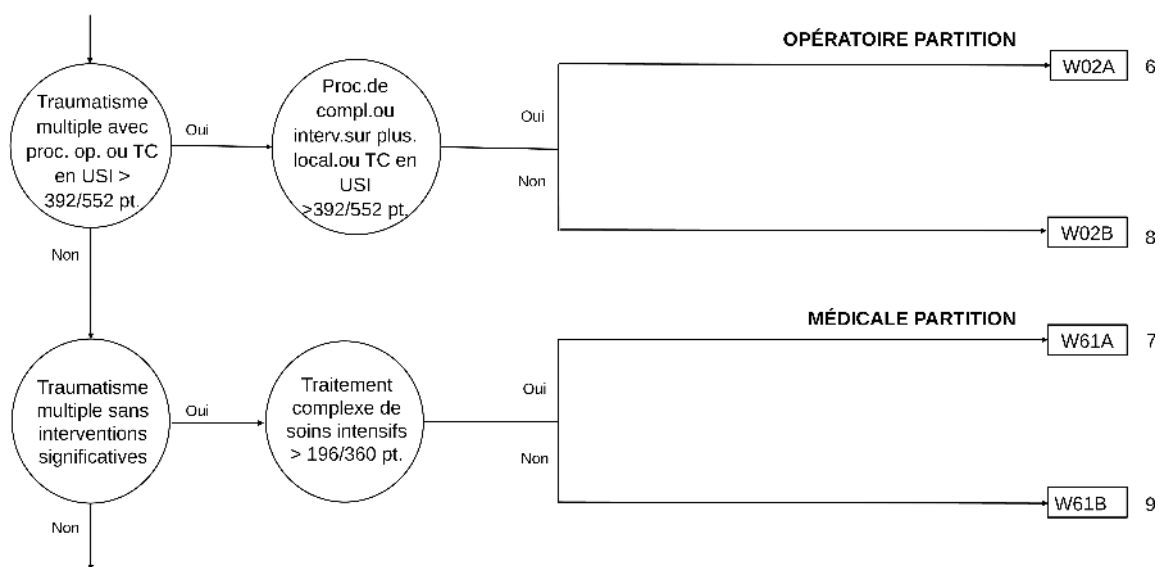 OPÉRATOIRE PARTITION
W02A 6
Traumatisme
multiple avec
proc. op. ou TC
en USI >
392/552 pt.
Oui
Proc.de
compl.ou
interv.sur plus.
local.ou TC en
USI
>392/552 pt.
Oui
Non
W02B 8
Non
MÉDICALE PARTITION
W61A 7
Traumatisme
multiple sans
interventions
significatives
Oui
Traitement
complexe de
soins intensifs
> 196/360 pt.
Oui
Non
W61B 9
Non